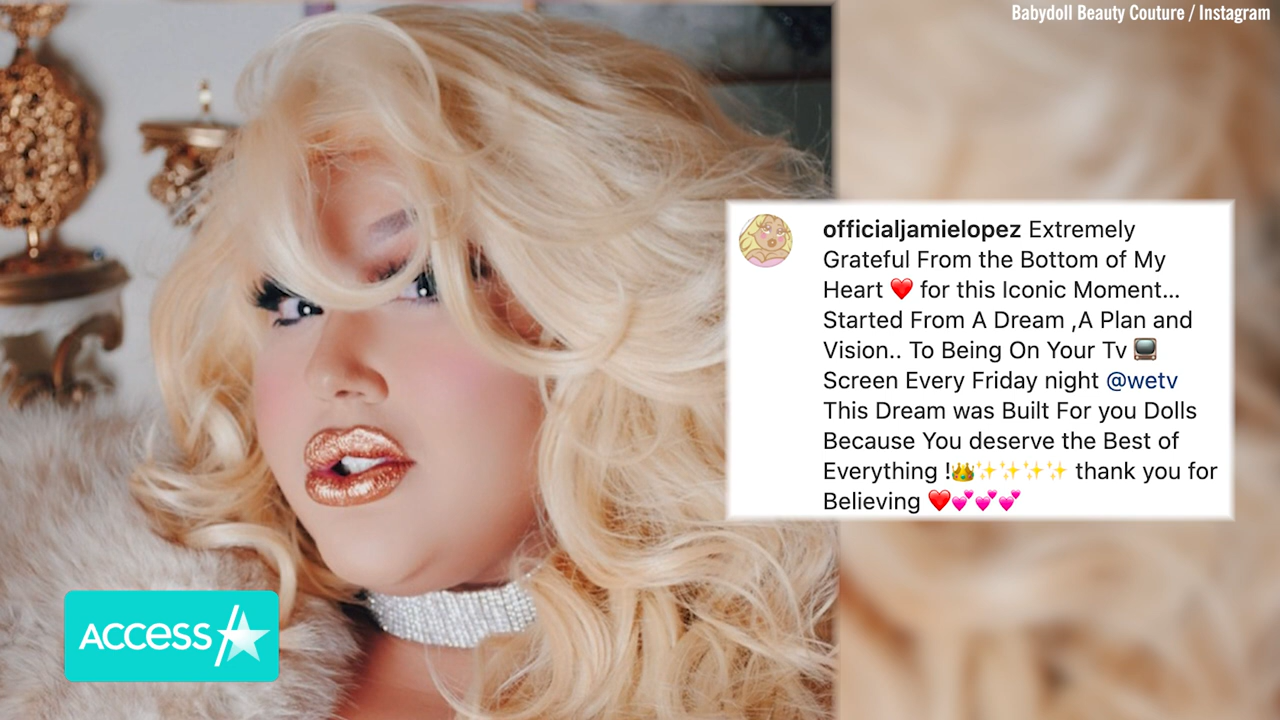 Babydoll Beauty Couture / Instagram
officialjamielopez Extremely
Grateful From the Bottom of My
Heart ❤️ for this Iconic Moment...
Started From A Dream ,A Plan and
Vision.. To Being On Your Tv 📺
Screen Every Friday night @wetv
This Dream was Built For you Dolls
Because You deserve the Best of
Everything !👑✨✨✨✨ thank you for
Believing ❤️💕💕💕
ACCESS